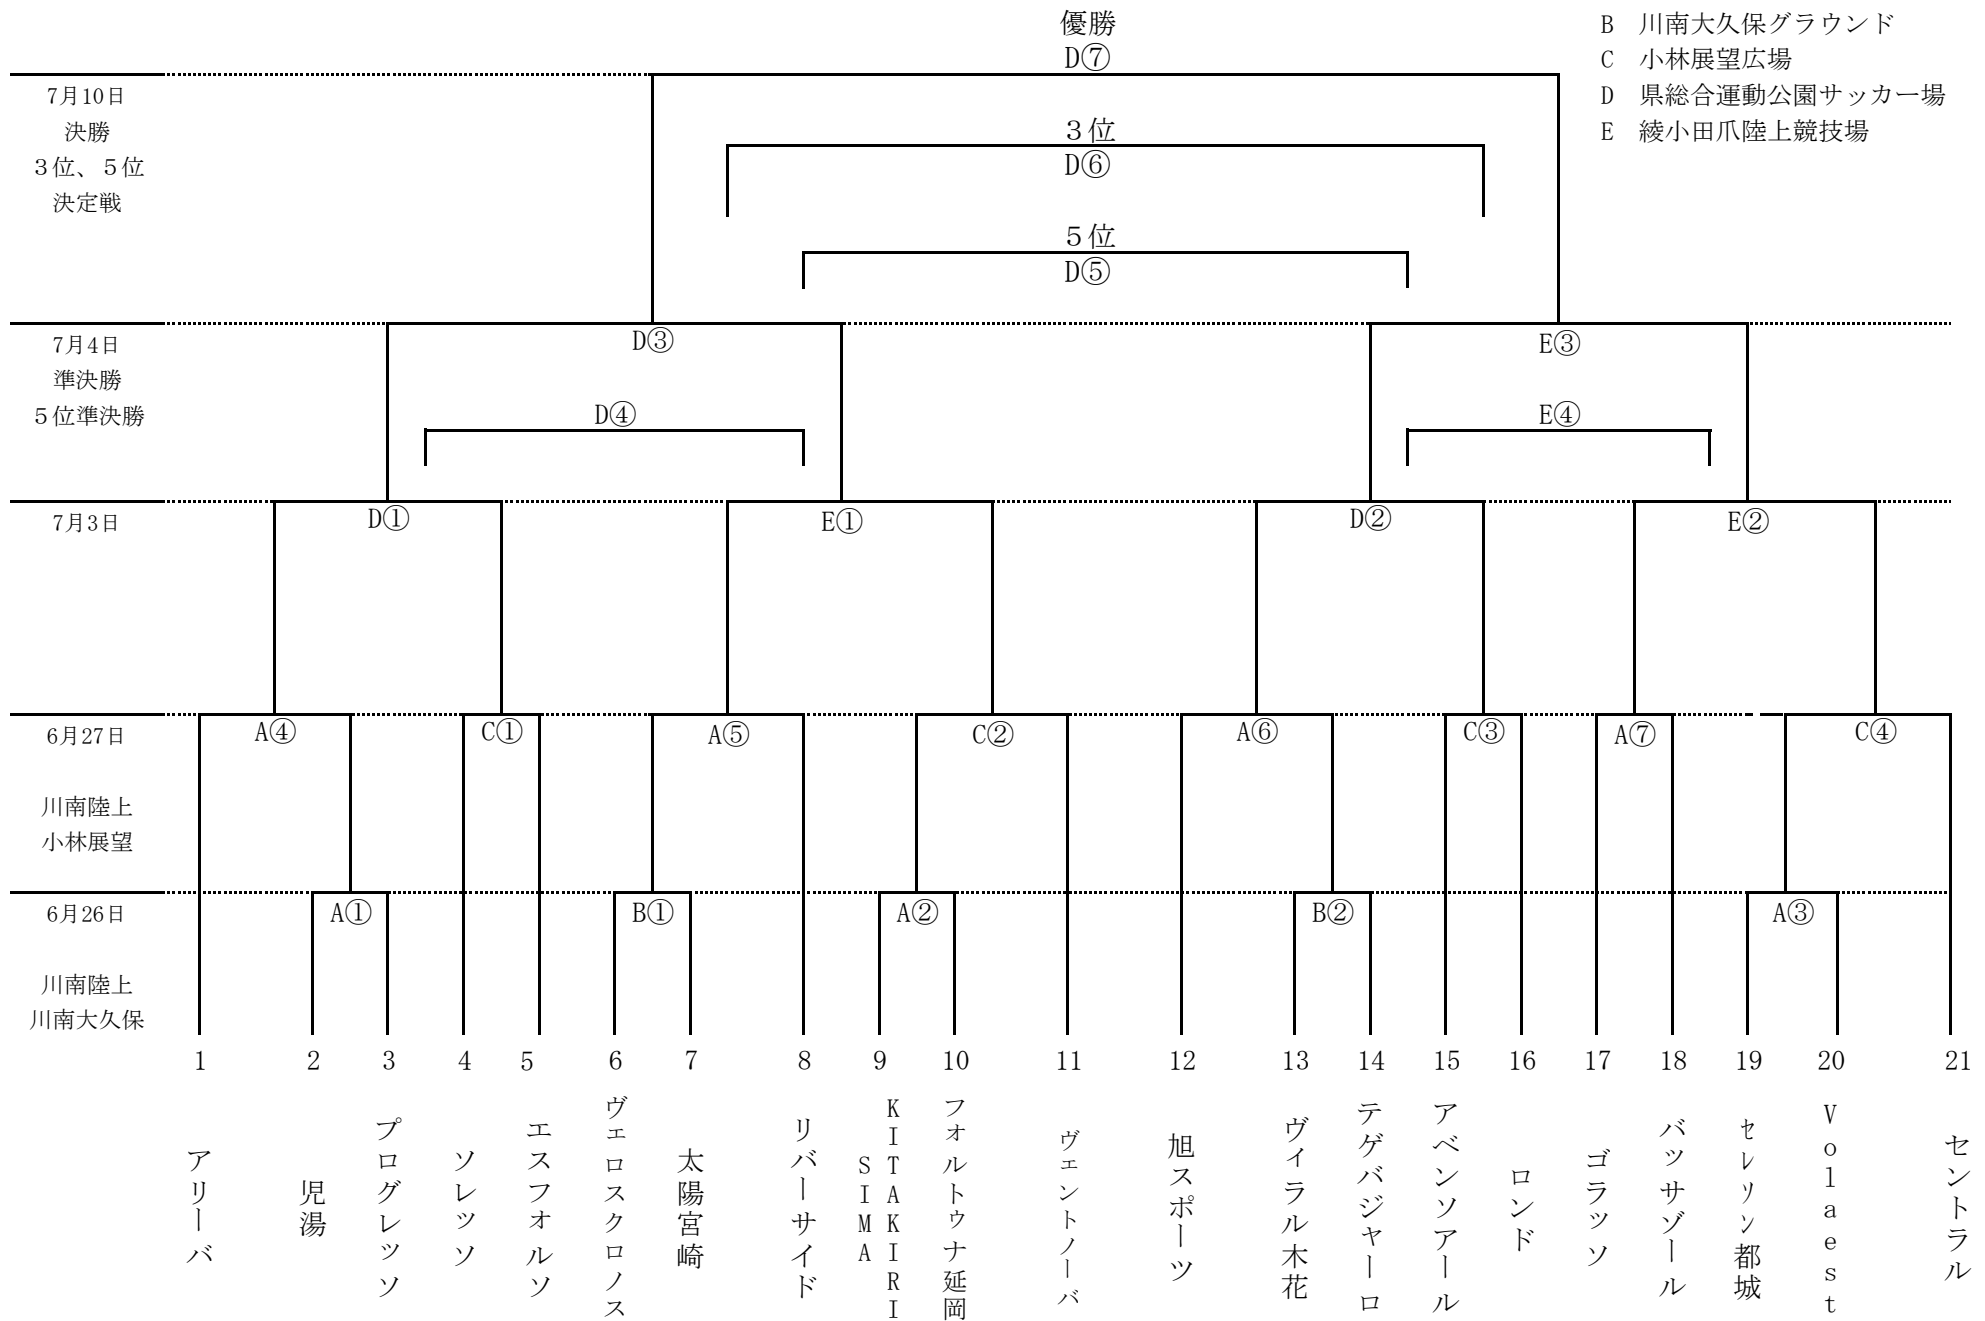 優勝
D⑦
B 川南大久保グラウンド
C 小林展望広場
D 県総合運動公園サッカー場
E 綾小田爪陸上競技場
7月10日
決勝
3位、5位
決定戦
3位
D⑥
5位
D⑤
7月4日
準決勝
5位準決勝
D③
E③
D④
E④
7月3日
D①
E①
D②
E②
6月27日
川南陸上
小林展望
A④
C①
A⑤
C②
A⑥
C③
A⑦
C④
6月26日
川南陸上
川南大久保
A①
B①
A②
B②
A③
1
2
3
4
5
6
7
8
9
10
11
12
13
14
15
16
17
18
19
20
21
アリーバ
児湯
プログレッソ
ソレッソ
エスフォルソ
ヴェロスクロノス
太陽宮崎
リバーサイド
KITAKIRI
SIMA
フォルトゥナ延岡
ヴェントノーバ
旭スポーツ
ヴィラル木花
テゲバジャーロ
アベンソアール
ロンド
ゴラッソ
バッサゾール
セレソン都城
Volaest
セントラル